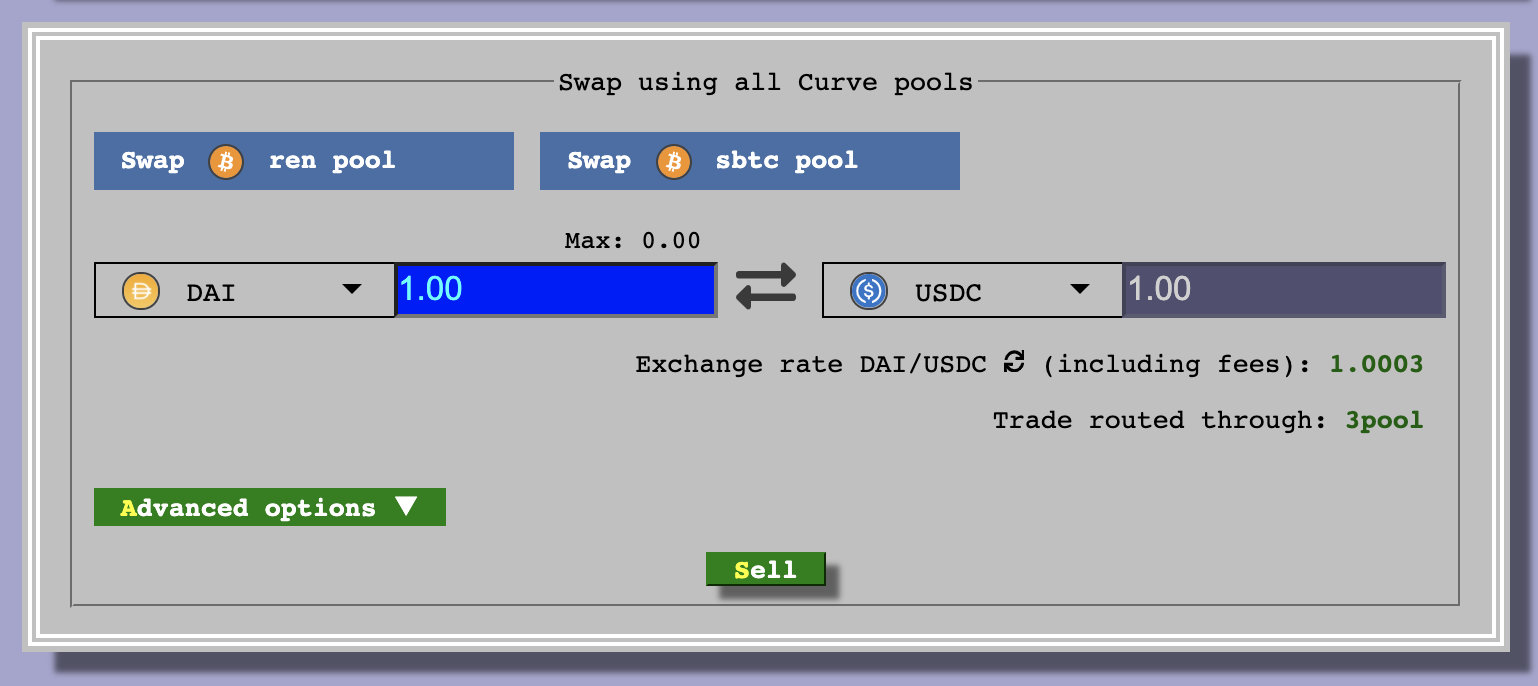 Swap using all Curve pools
Swap ren pool
Swap sbtc pool
Max: 0.00
DAI
1.00
USDC
1.00
Exchange rate DAI/USDC (including fees): 1.0003
Trade routed through: 3pool
Advanced options ▼
Sell